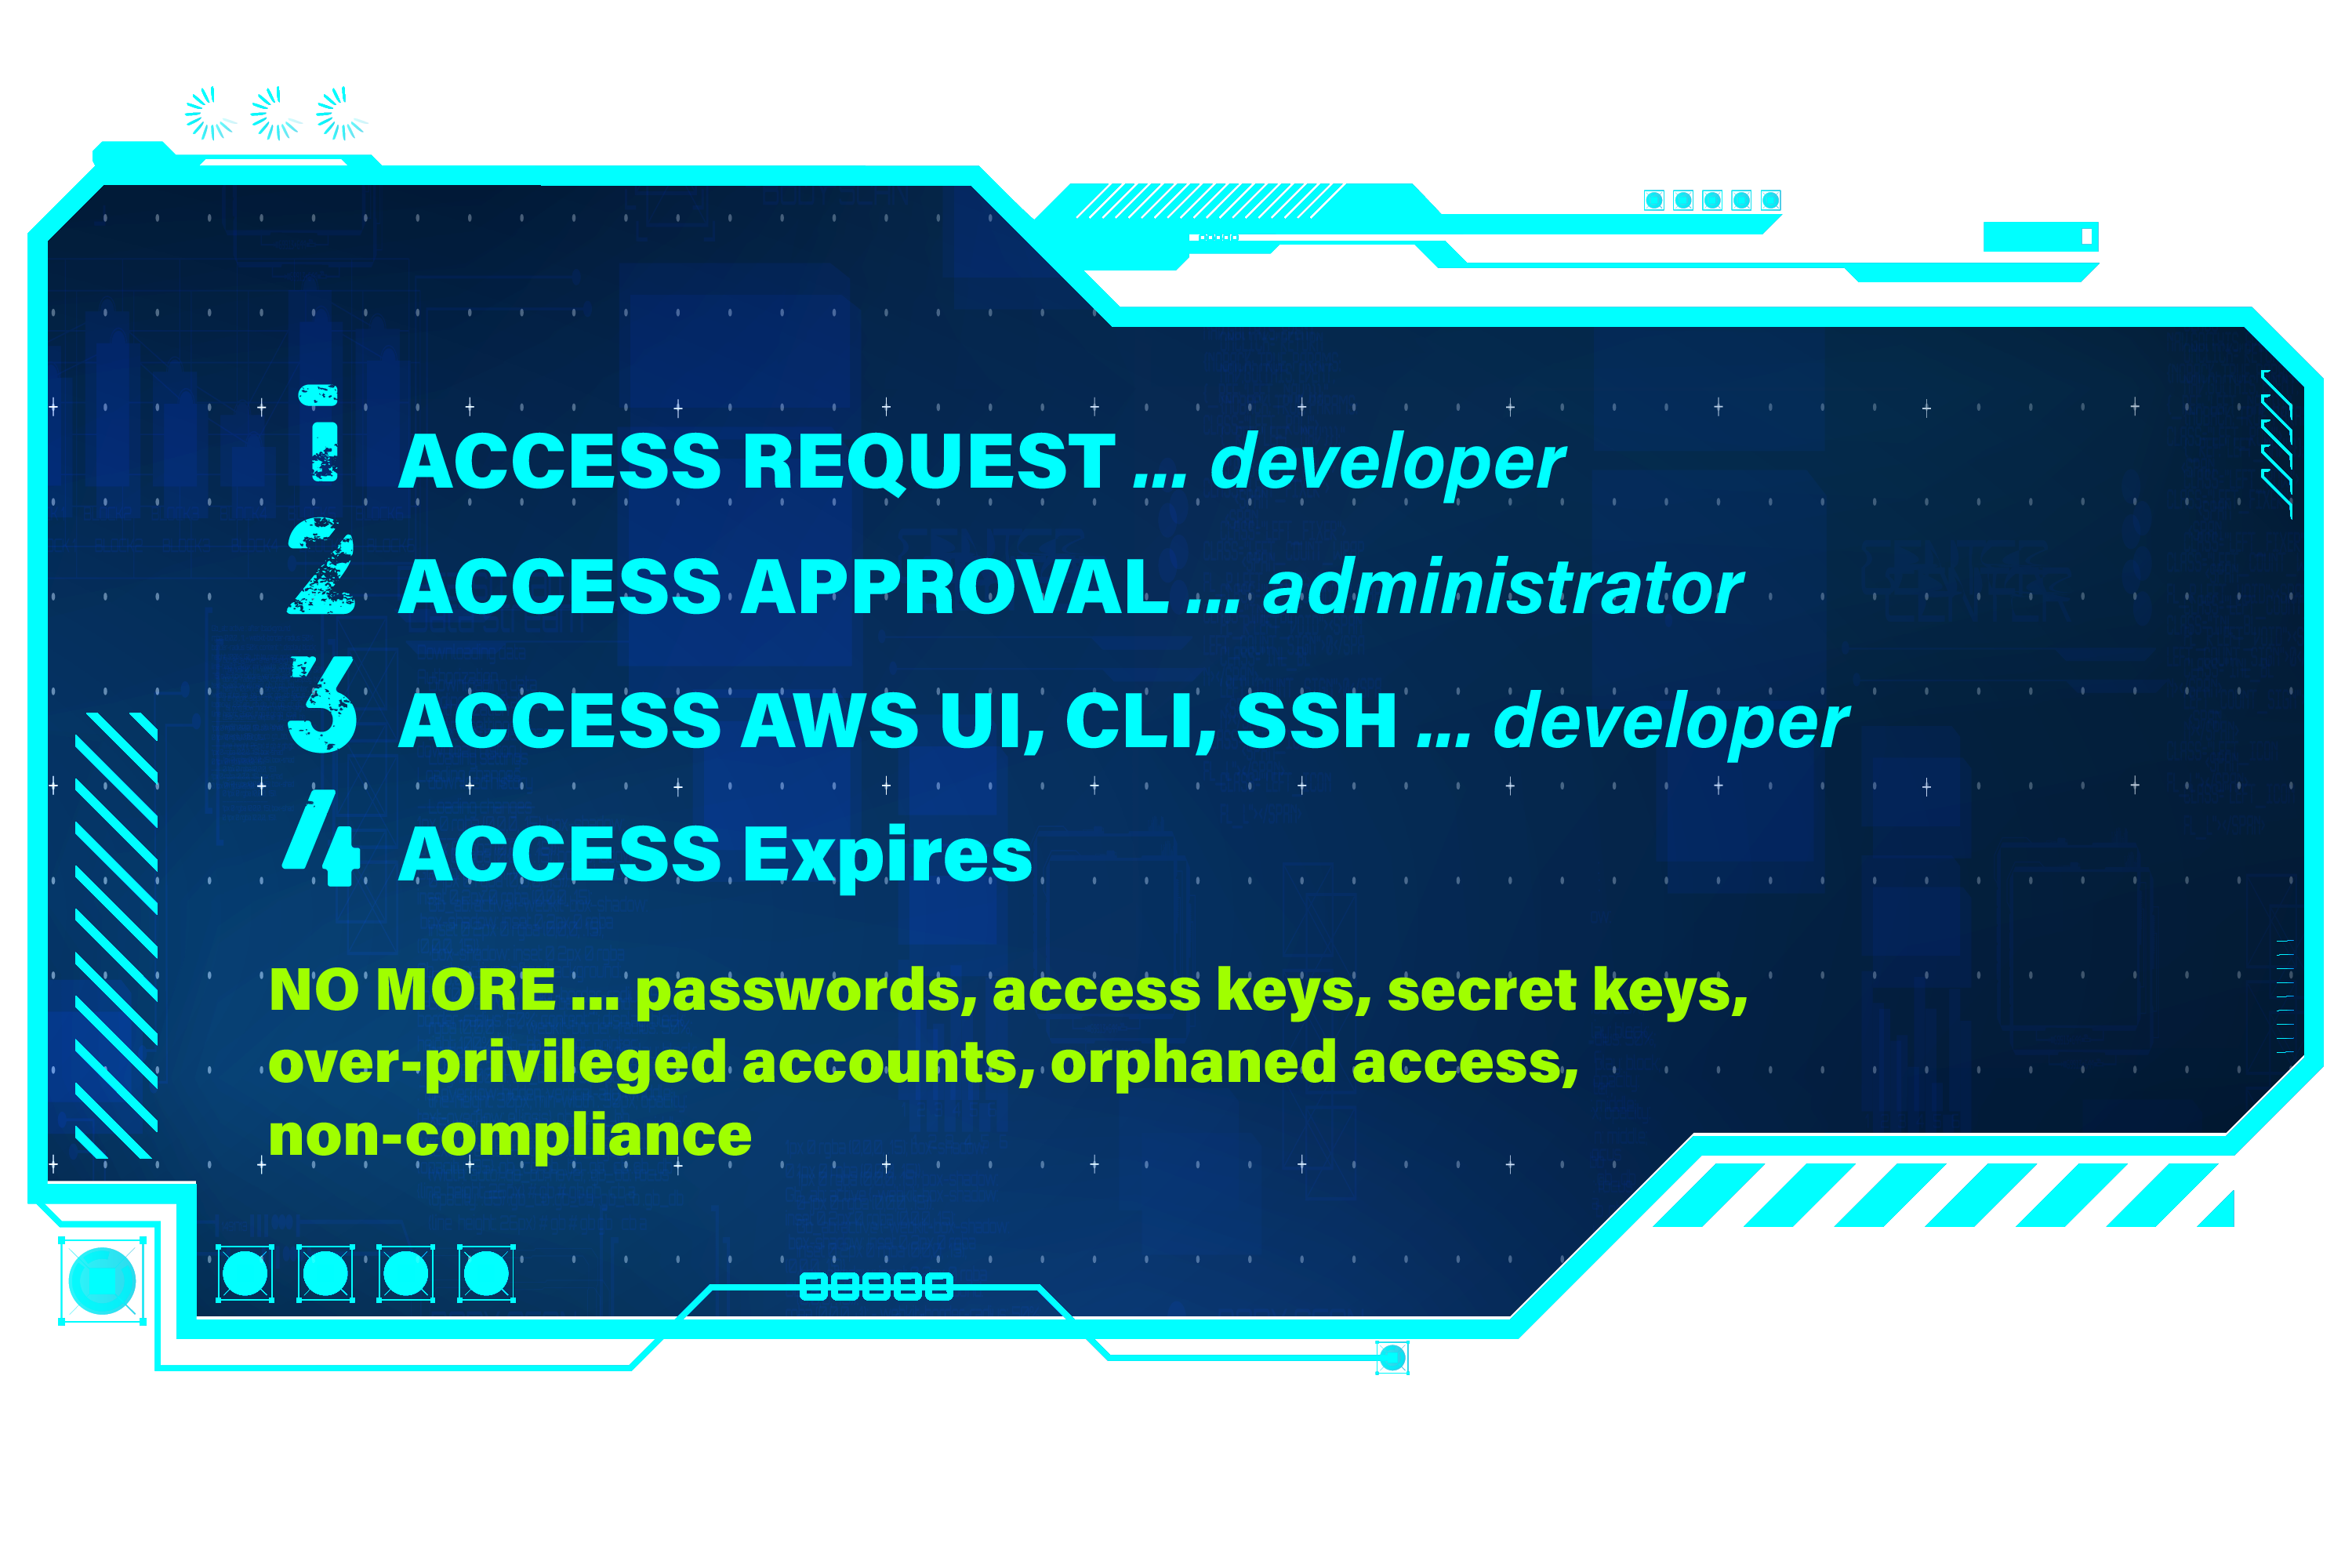 1 ACCESS REQUEST ... developer
2 ACCESS APPROVAL ... administrator
3 ACCESS AWS UI, CLI, SSH ... developer
4 ACCESS Expires
NO MORE ... passwords, access keys, secret keys,
over-privileged accounts, orphaned access,
non-compliance